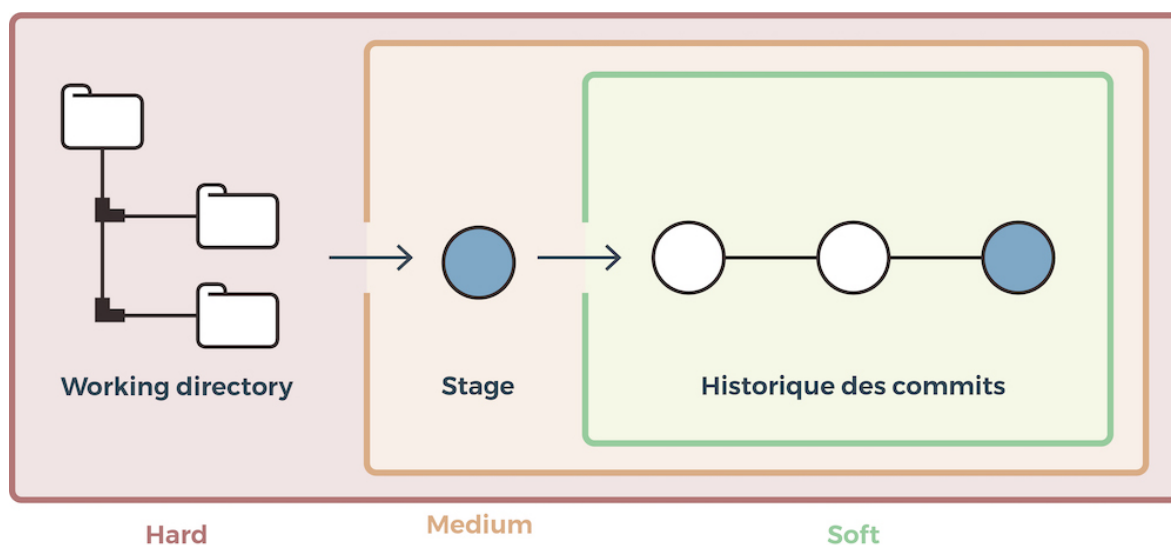 Working directory
Stage
Historique des commits
Hard
Medium
Soft